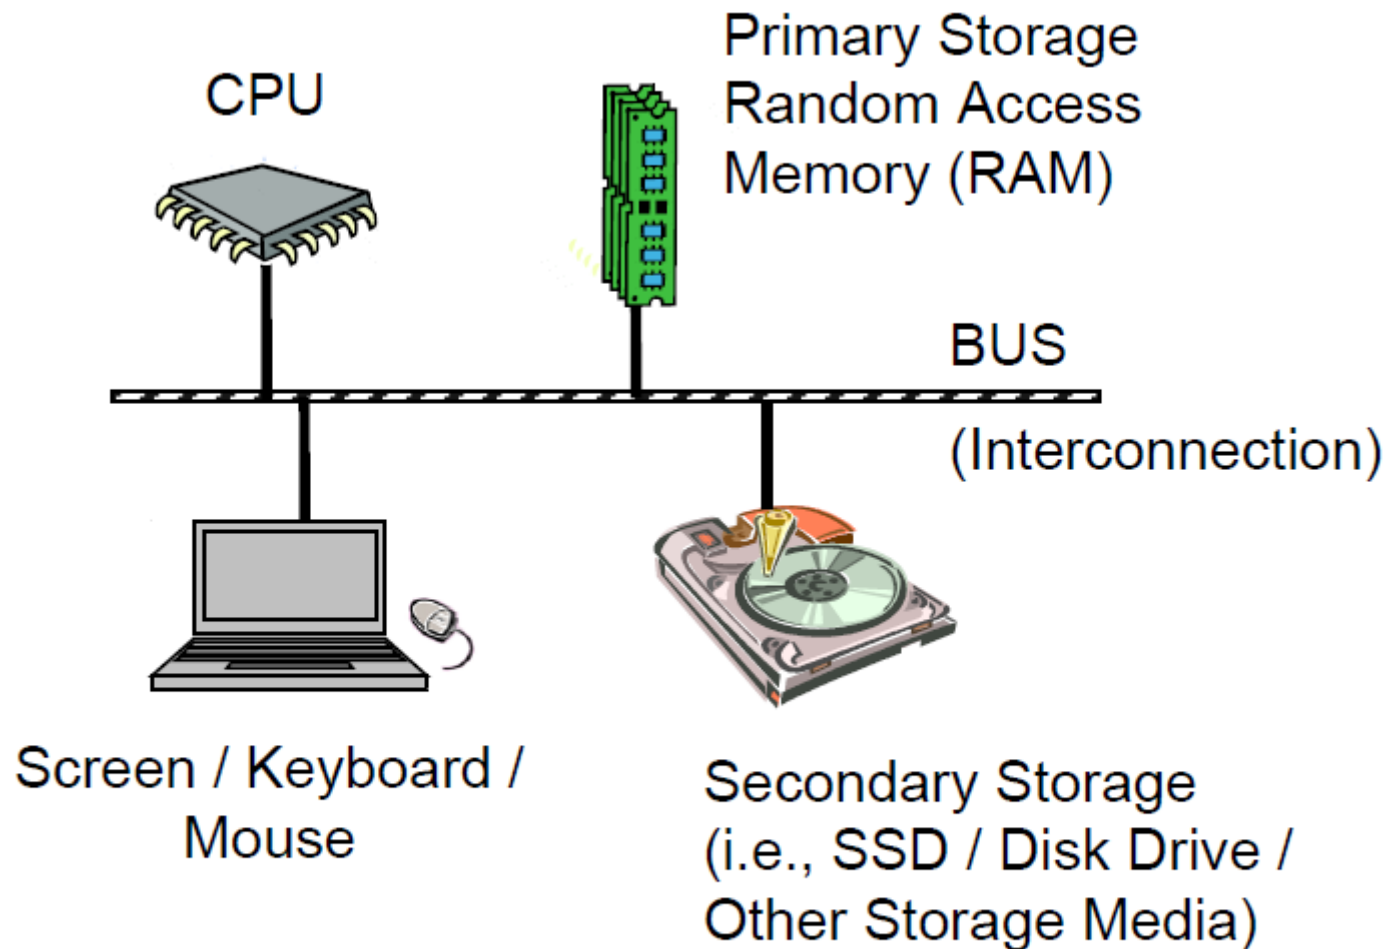 CPU
Primary Storage
Random Access
Memory (RAM)
BUS
(Interconnection)
Screen / Keyboard /
Mouse
Secondary Storage
(i.e., SSD / Disk Drive /
Other Storage Media)